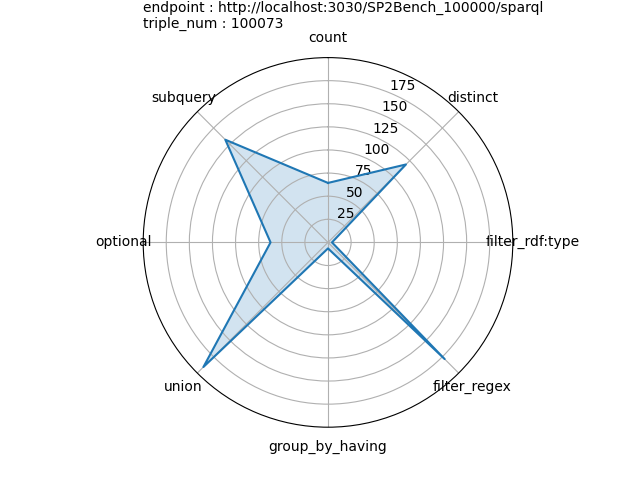 endpoint : http://localhost:3030/SP2Bench_100000/sparql
triple_num : 100073
count
subquery
distinct
175
150
125
100
75
50
25
optional
filter_rdf:type
union
filter_regex
group_by_having